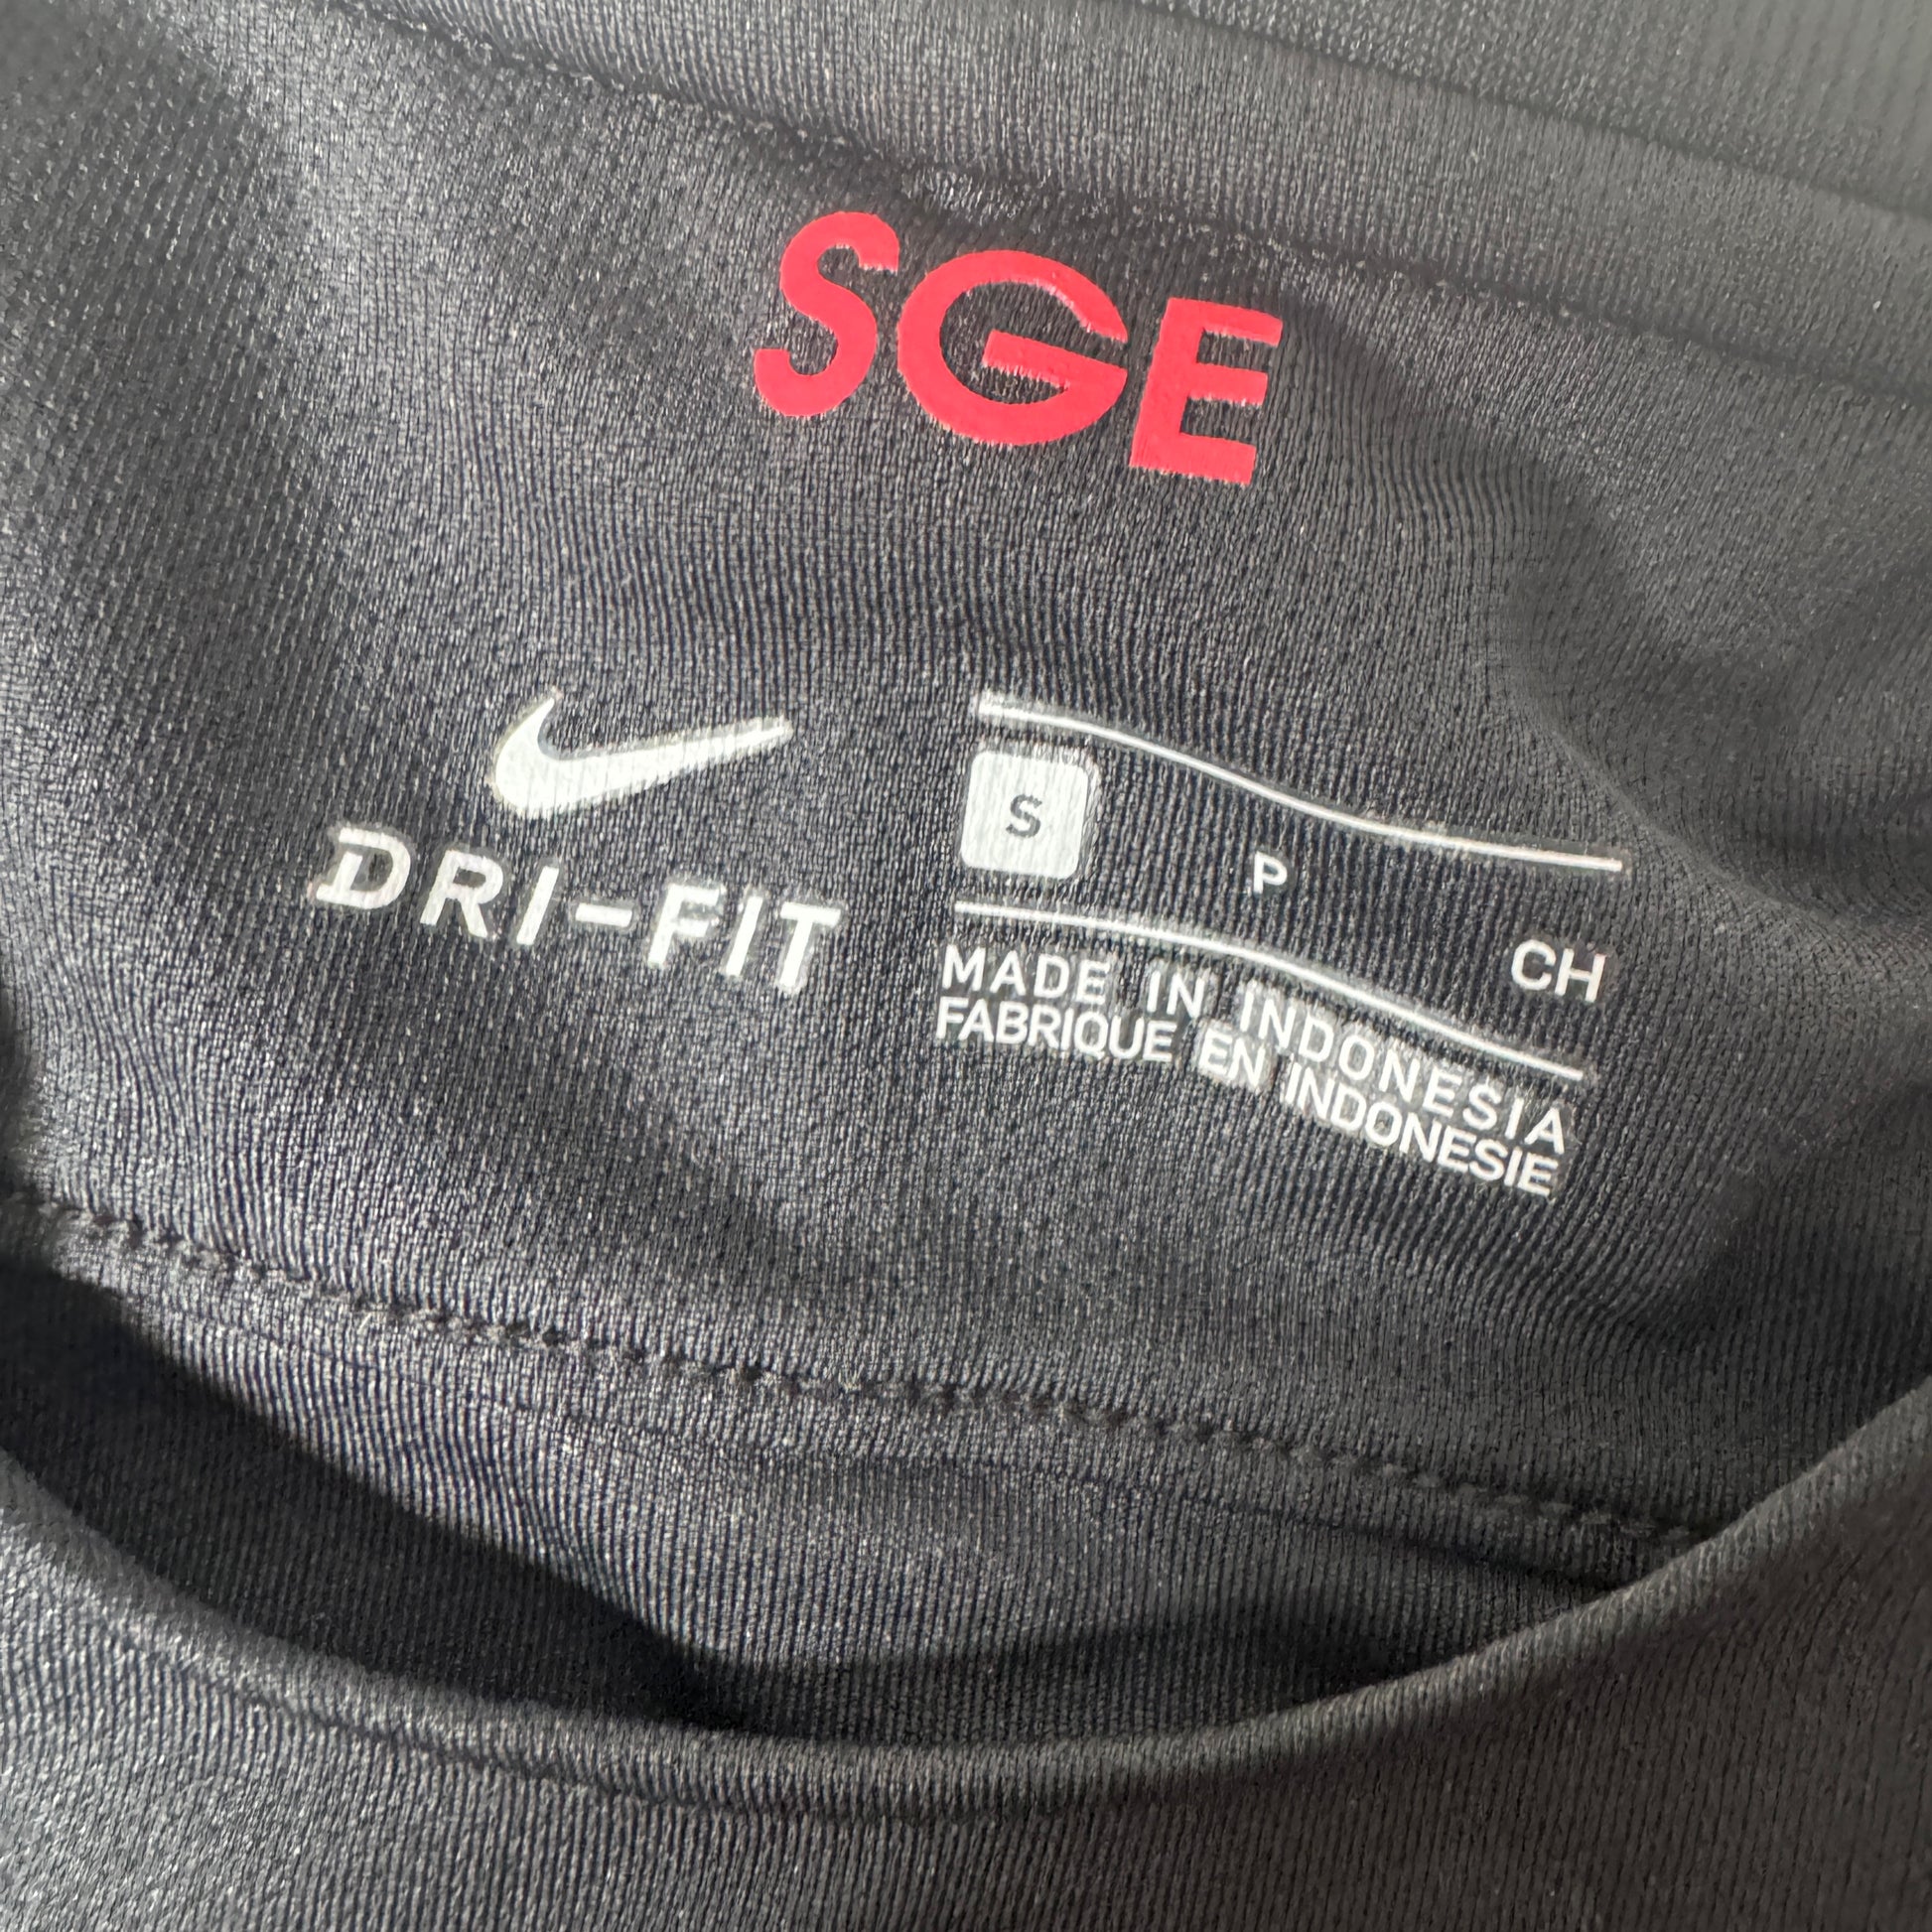 SGE
DRI-FIT
S P CH
MADE IN INDONESIA
FABRIQUE EN INDONESIE